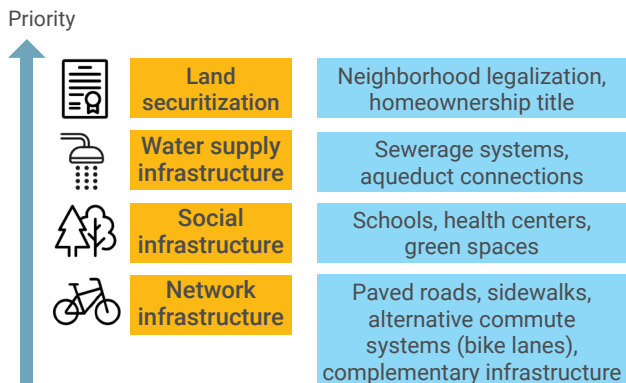 Priority
Land
securitization
Neighborhood legalization,
homeownership title
Water supply
infrastructure
Sewerage systems,
aqueduct connections
Social
infrastructure
Schools, health centers,
green spaces
Network
infrastructure
Paved roads, sidewalks,
alternative commute
systems (bike lanes),
complementary infrastructure